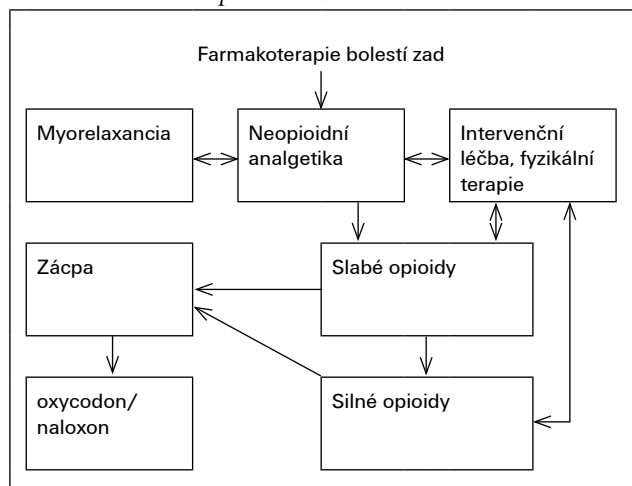 Farmakoterapie bolestí zad
Myorelaxancia
Neopioidní
analgetika
Intervenční
léčba, fyzikální
terapie
Zácpa
Slabé opioidy
oxycodon/
naloxon
Silné opioidy